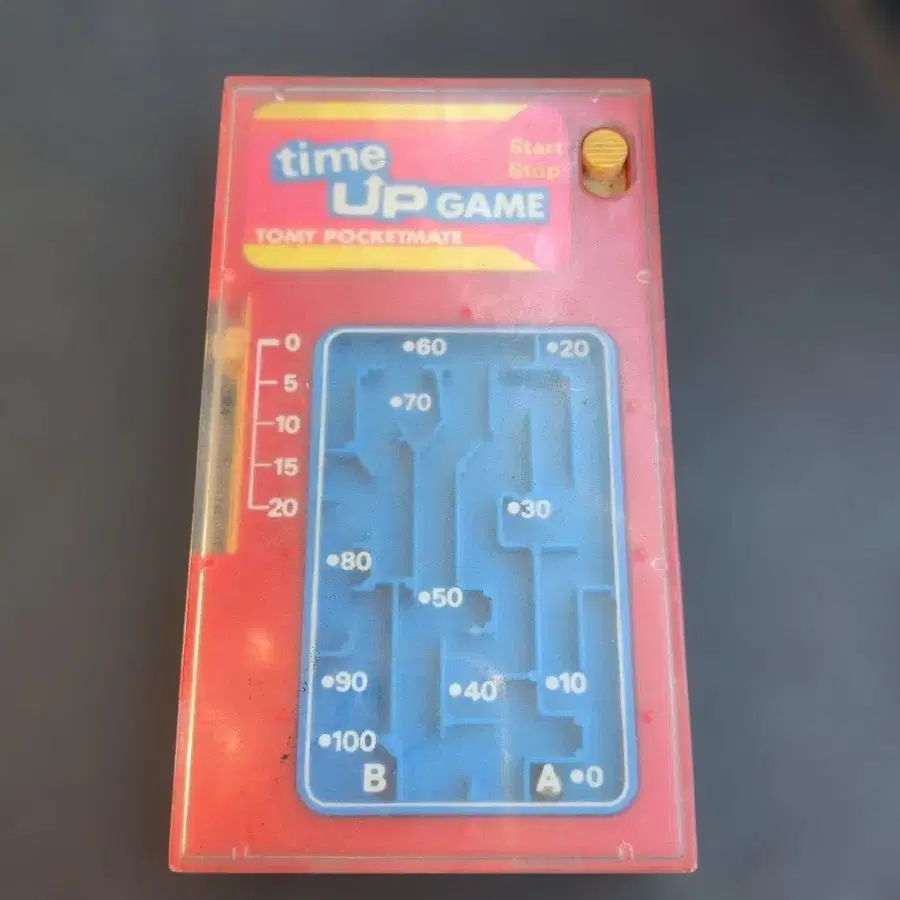 time
UP GAME
TOMY POCKETMATE
Start
Stop
0
5
10
15
20
•60
•20
•70
•30
•80
•50
•90
•40
•10
•100
B
A •0